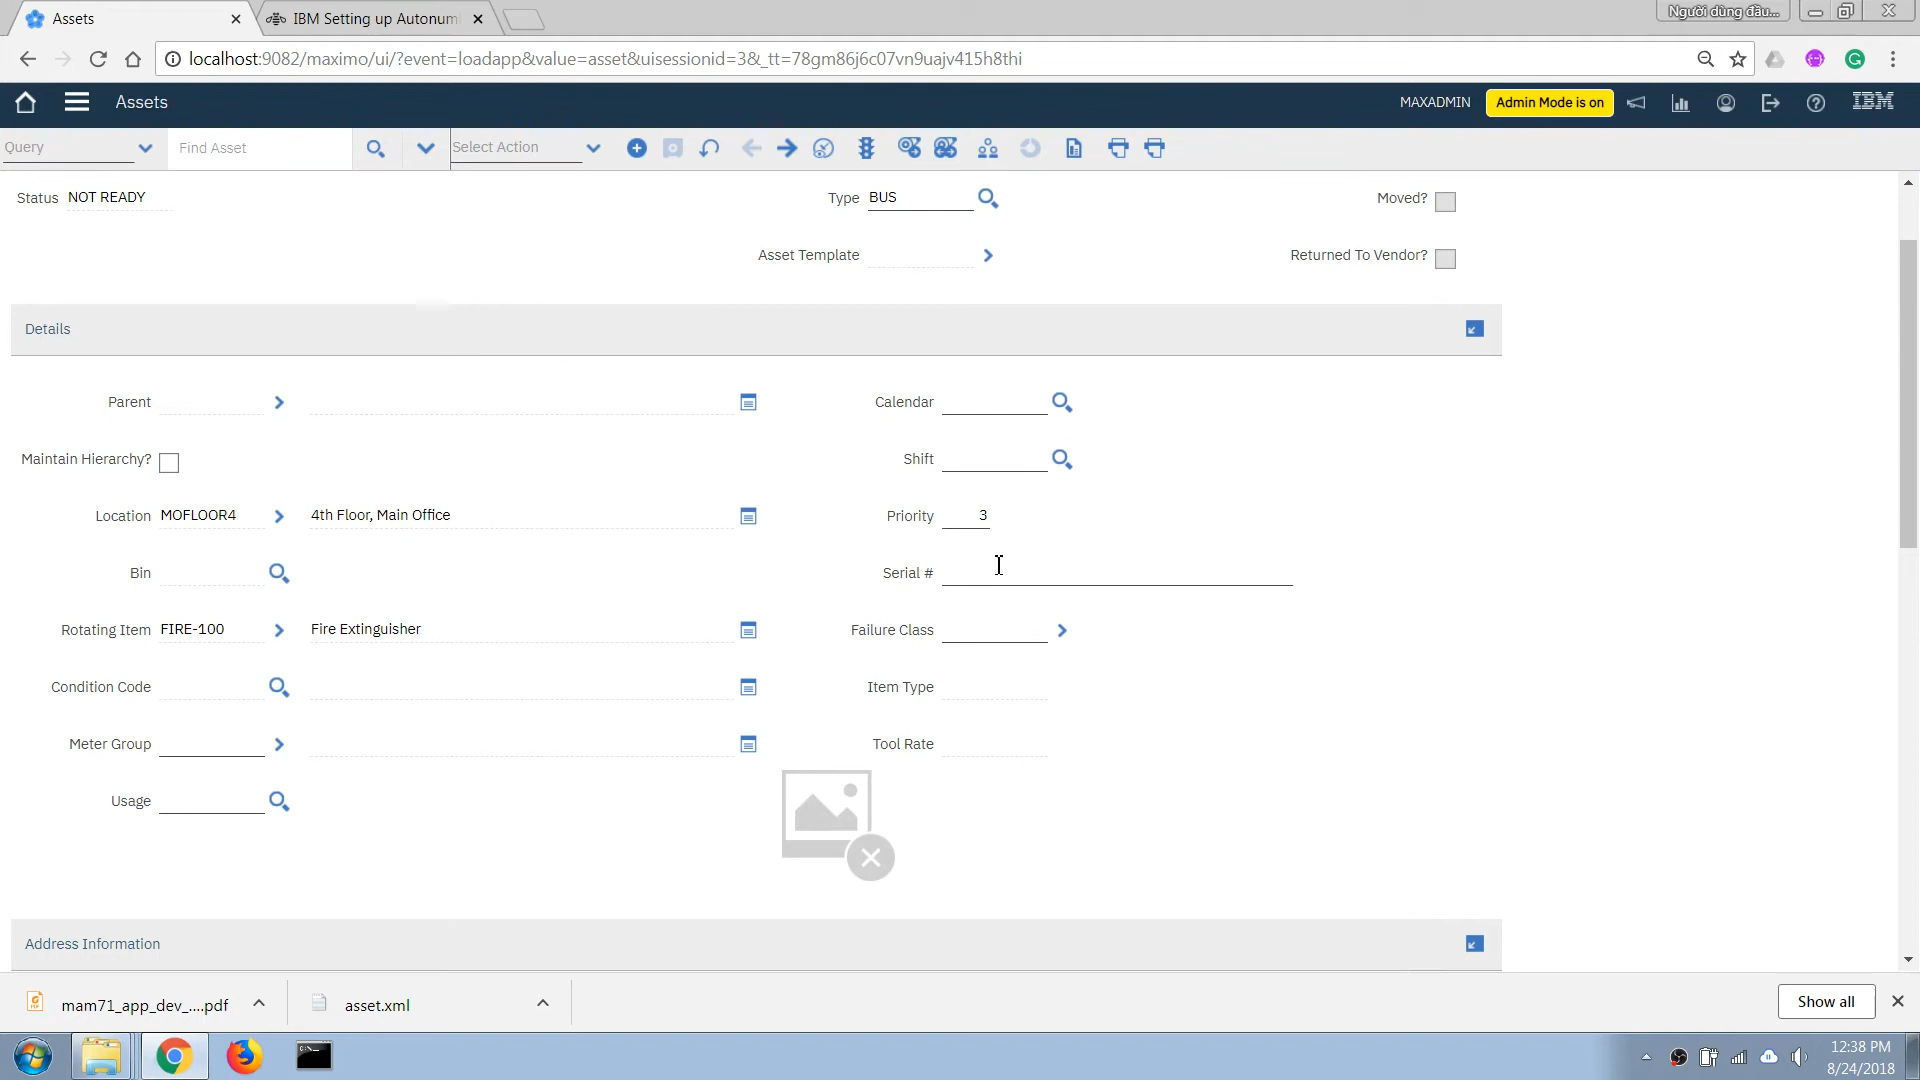 Assets
IBM Setting up Autonum
Người dùng đầu...
localhost:9082/maximo/ui/?event=loadapp&value=asset&uisessionid=3&_tt=78gm86j6c07vn9uajv415h8thi
Assets
MAXADMIN
Admin Mode is on
IBM
Query
Find Asset
Select Action
Status NOT READY
Type BUS
Moved?
Asset Template
Returned To Vendor?
Details
Parent
Calendar
Maintain Hierarchy?
Shift
Location MOFLOOR4 4th Floor, Main Office
Priority 3
Bin
Serial #
Rotating Item FIRE-100 Fire Extinguisher
Failure Class
Condition Code
Item Type
Meter Group
Tool Rate
Usage
Address Information
mam71_app_dev_....pdf
asset.xml
Show all
12:38 PM
8/24/2018